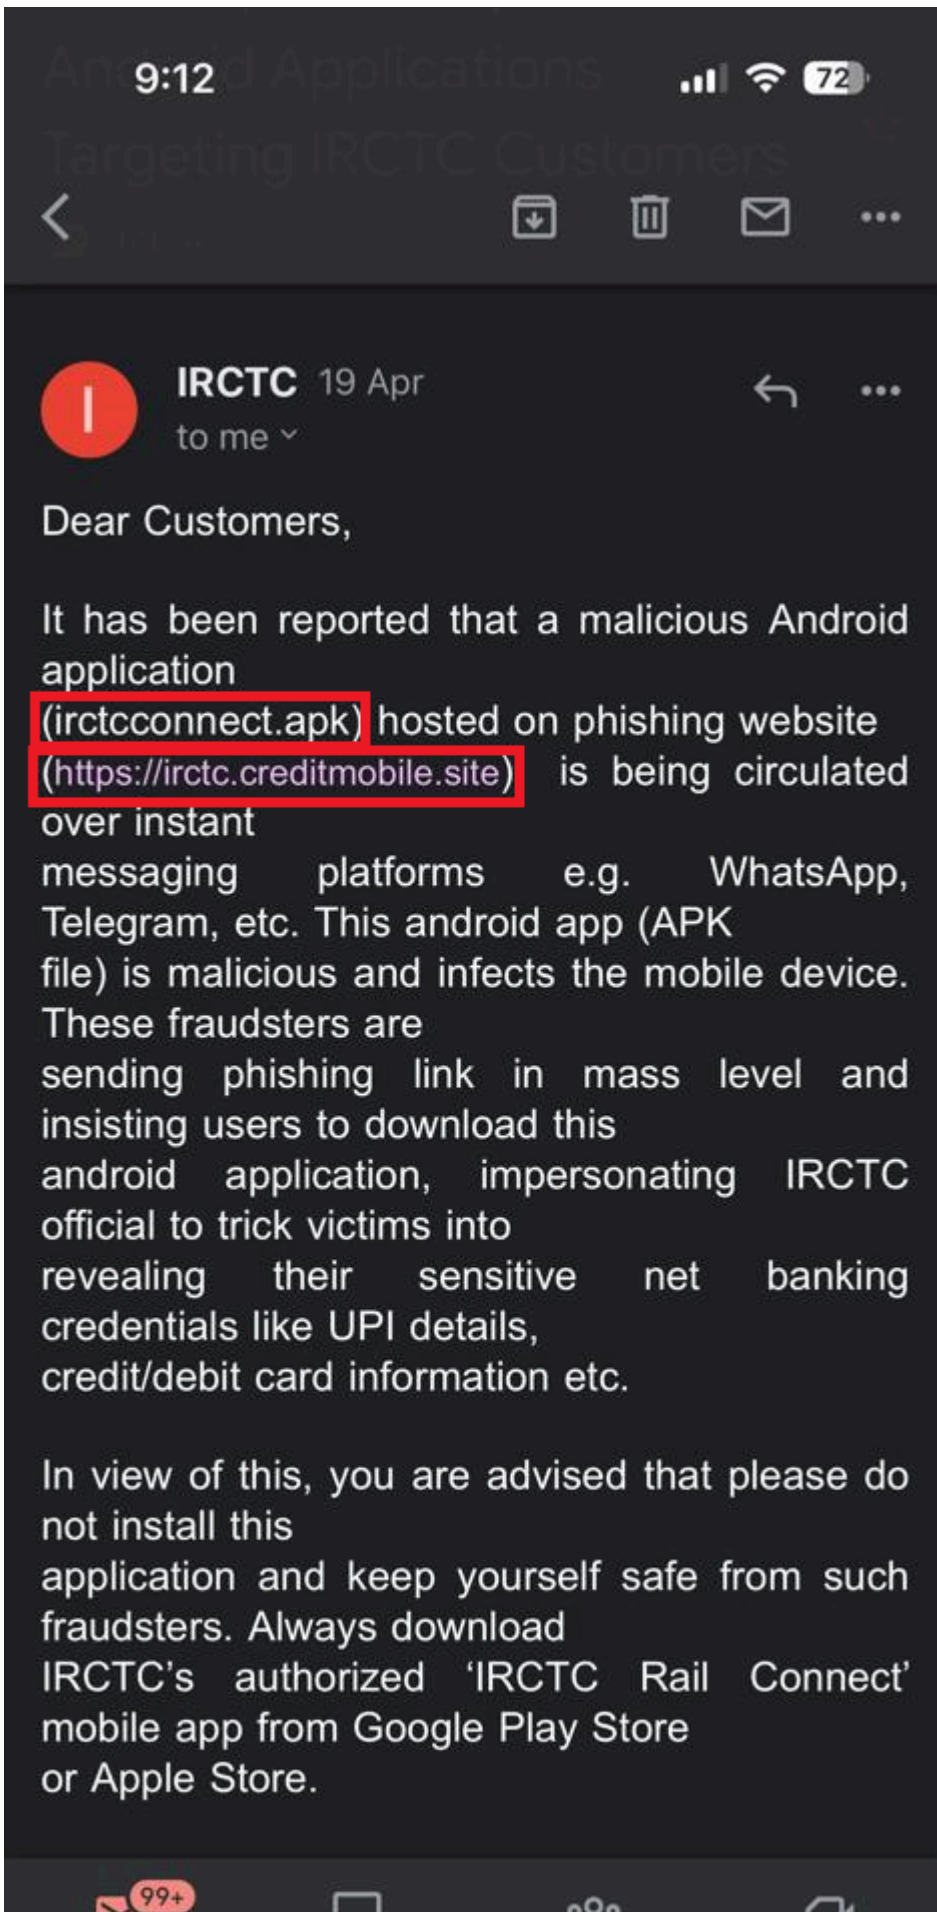 Android Applications
9:12
72
Targeting IRCTC Customers
IRCTC 19 Apr
I
to me
Dear Customers,
It has been reported that a malicious Android
application
(irctcconnect.apk) hosted on phishing website
(https://irctc.creditmobile.site) is being circulated
over instant
messaging platforms e.g. WhatsApp,
Telegram, etc. This android app (APK
file) is malicious and infects the mobile device.
These fraudsters are
sending phishing link in mass level and
insisting users to download this
android application, impersonating IRCTC
official to trick victims into
revealing their sensitive net banking
credentials like UPI details,
credit/debit card information etc.
In view of this, you are advised that please do
not install this
application and keep yourself safe from such
fraudsters. Always download
IRCTC’s authorized ‘IRCTC Rail Connect’
mobile app from Google Play Store
or Apple Store.
99+